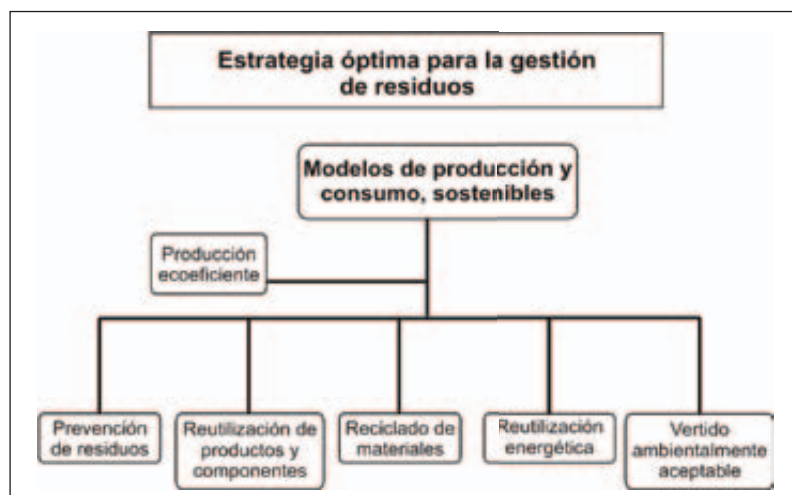 Estrategia óptima para la gestión
de residuos
Modelos de producción y
consumo, sostenibles
Producción
ecoeficiente
Prevención
de residuos
Reutilización de
productos y
componentes
Reciclado de
materiales
Reutilización
energética
Vertido
ambientalmente
aceptable